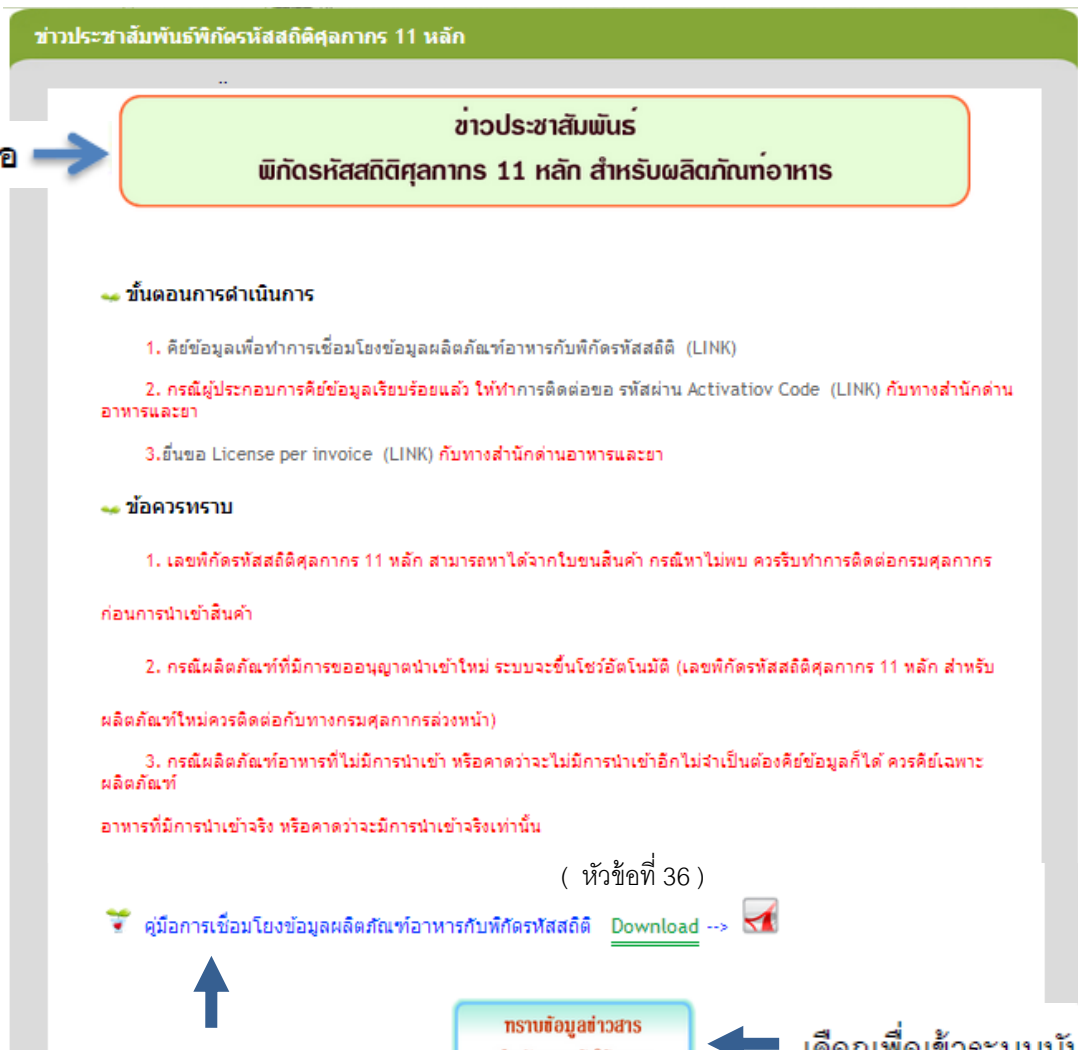 ข่าวประชาสัมพันธ์พิกัดรหัสสถิติศุลกากร 11 หลัก
ข่าวประชาสัมพันธ์
พิกัดรหัสสถิติศุลกากร 11 หลัก สำหรับผลิตภัณฑ์อาหาร
ขั้นตอนการดำเนินการ
1. คีย์ข้อมูลเพื่อทำการเชื่อมโยงข้อมูลผลิตภัณฑ์อาหารกับพิกัดรหัสสถิติ (LINK)
2. กรณีผู้ประกอบการคีย์ข้อมูลเรียบร้อยแล้ว ให้ทำการติดต่อขอ รหัสผ่าน Activatiov Code (LINK) กับทางสำนักด่าน
อาหารและยา
3.ยื่นขอ License per invoice (LINK) กับทางสำนักด่านอาหารและยา
ข้อควรทราบ
1. เลขพิกัดรหัสสถิติศุลกากร 11 หลัก สามารถหาได้จากใบขนสินค้า กรณีหาไม่พบ ควรรีบทำการติดต่อกรมศุลกากร
ก่อนการนำเข้าสินค้า
2. กรณีผลิตภัณฑ์ที่มีการขออนุญาตนำเข้าใหม่ ระบบจะขึ้นโชว์อัตโนมัติ (เลขพิกัดรหัสสถิติศุลกากร 11 หลัก สำหรับ
ผลิตภัณฑ์ใหม่ควรติดต่อกับทางกรมศุลกากรล่วงหน้า)
3. กรณีผลิตภัณฑ์อาหารที่ไม่มีการนำเข้า หรือคาดว่าจะไม่มีการนำเข้าอีกไม่จำเป็นต้องคีย์ข้อมูลก็ได้ ควรคีย์เฉพาะ
ผลิตภัณฑ์
อาหารที่มีการนำเข้าจริง หรือคาดว่าจะมีการนำเข้าจริงเท่านั้น
( หัวข้อที่ 36 )
คู่มือการเชื่อมโยงข้อมูลผลิตภัณฑ์อาหารกับพิกัดรหัสสถิติ Download -->
ทราบข้อมูลข่าวสาร